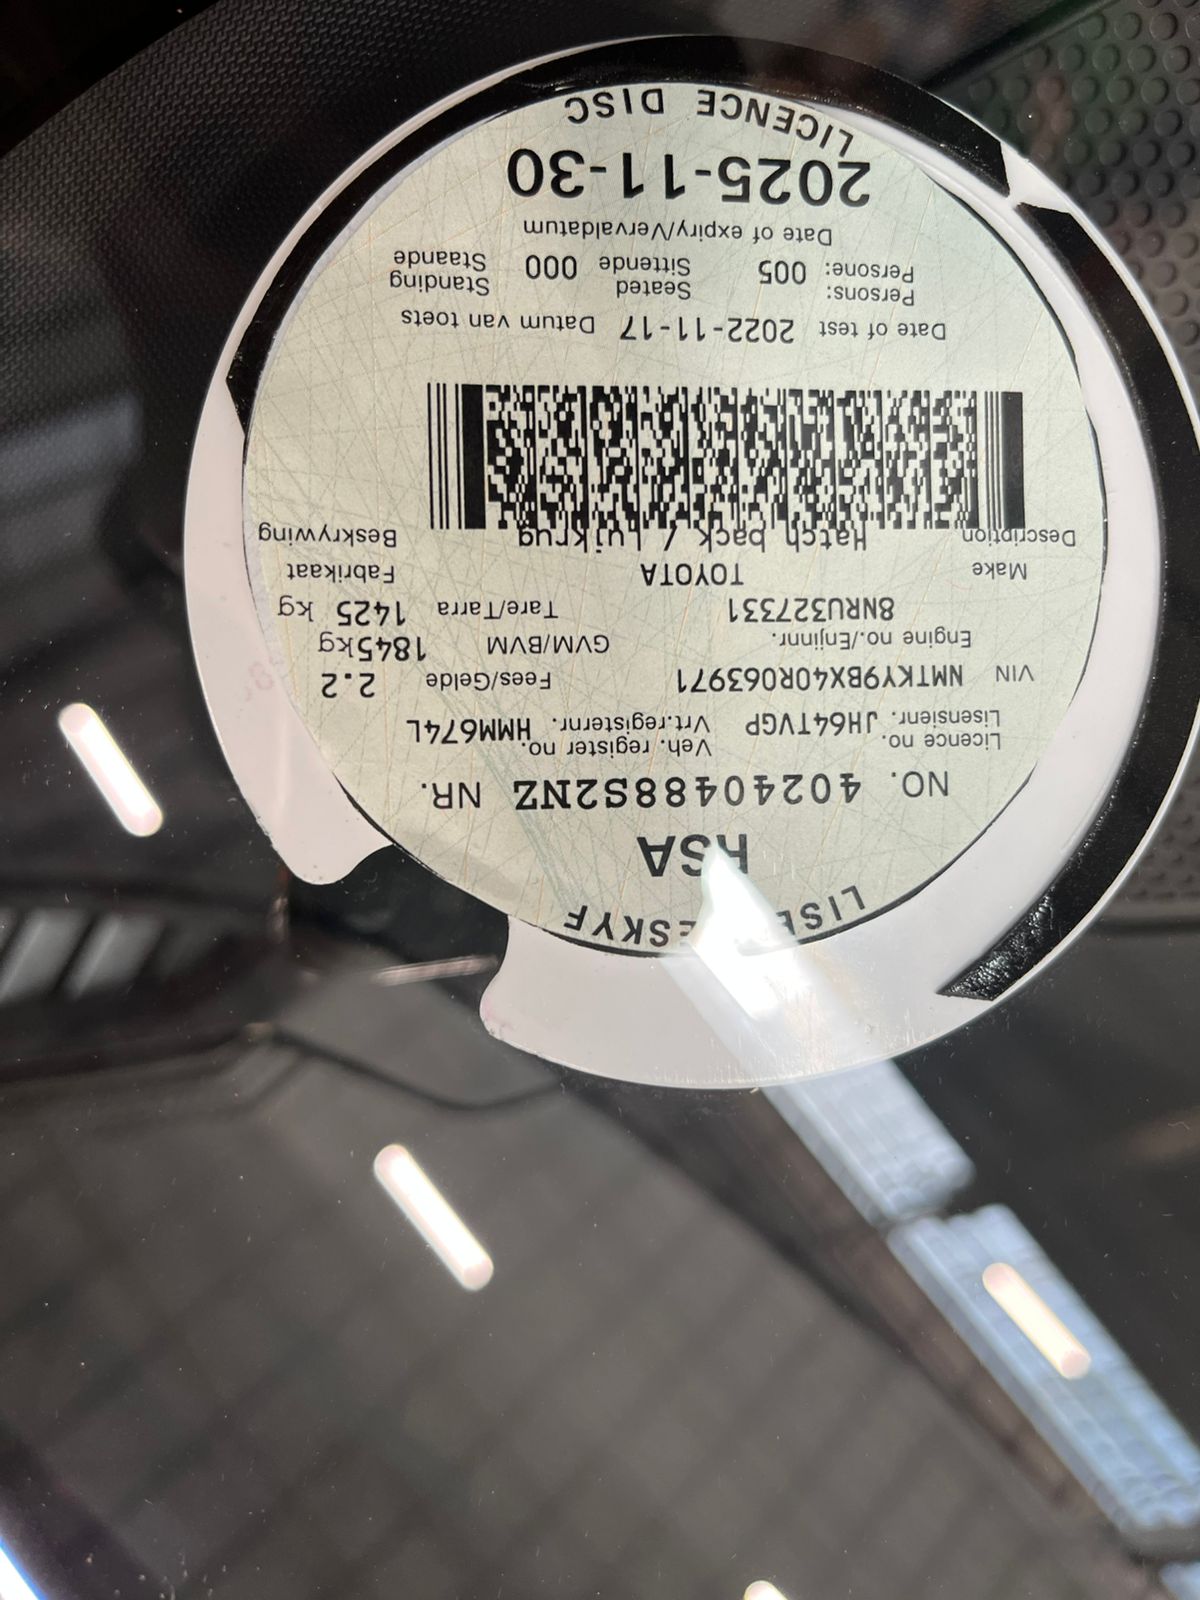 RSA
NO. 40240488S2NZ NR.
Licence no. Veh. register no.
Lisensienr. JH64TVGP Vrt.registernr. HMM674L
VIN NMTKY9BX40R063971 Fees/Gelde 2.2
Engine no./Enjinnr. GVM/BVM 1845kg
8NRU327331 Tare/Tarra 1425 kg
Make TOYOTA Fabrikaat
Description Hatch back / Luikrug Beskrywing
Date of test 2022-11-17 Datum van toets
Persons: Seated Standing
Persone: 005 Sittende 000 Staande
Date of expiry/Vervaldatum
2025-11-30
LICENCE DISC